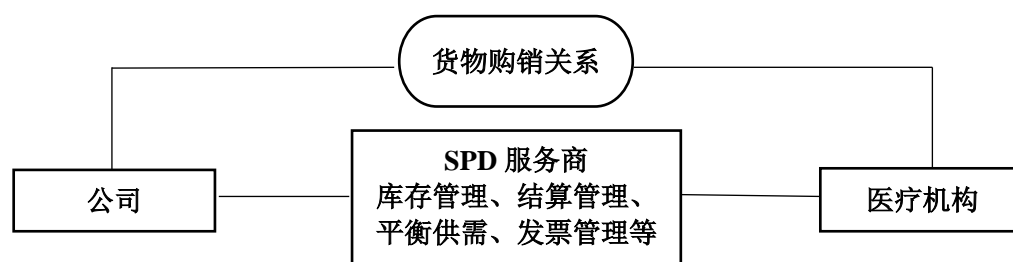 货物购销关系
SPD 服务商
库存管理、结算管理、
平衡供需、发票管理等
公司
医疗机构